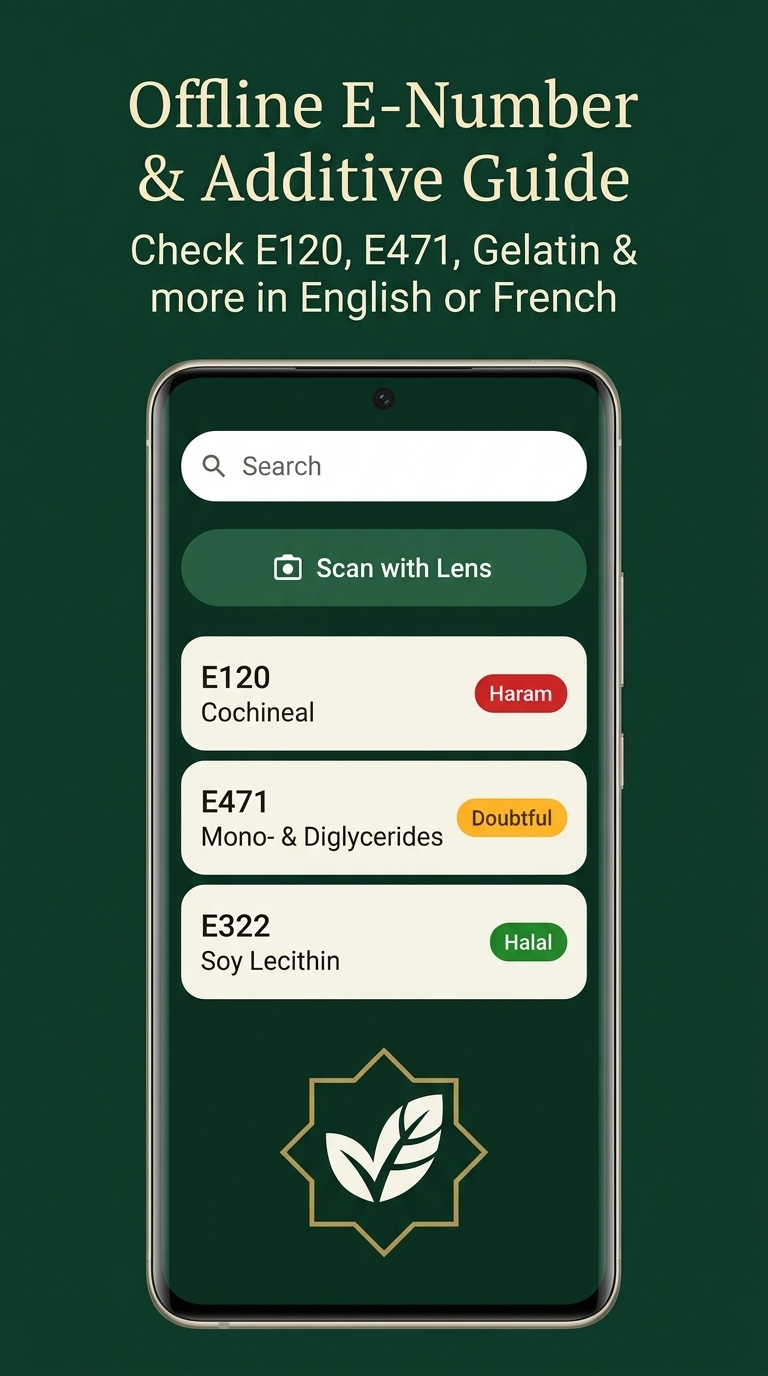 Offline E-Number
& Additive Guide
Check E120, E471, Gelatin &
more in English or French
Search
Scan with Lens
E120
Cochineal
Haram
E471
Mono- & Diglycerides
Doubtful
E322
Soy Lecithin
Halal